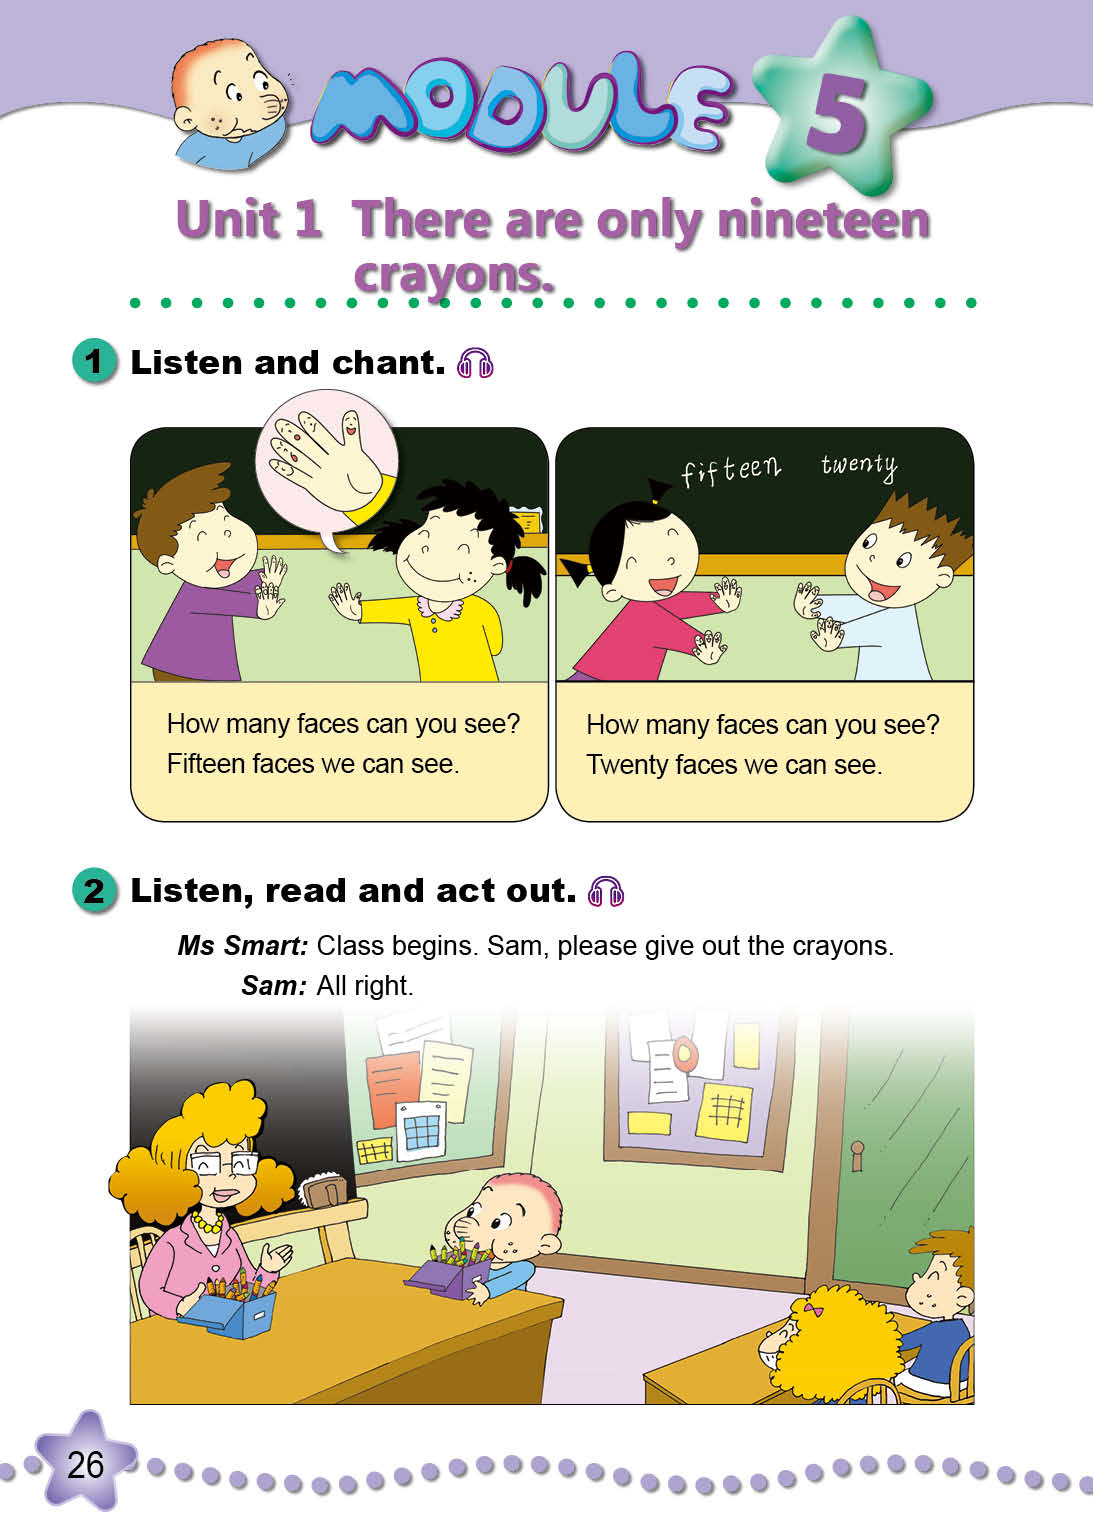 MODULE 5
Unit 1 There are only nineteen
crayons.
1 Listen and chant.
fifteen twenty
How many faces can you see?
Fifteen faces we can see.
How many faces can you see?
Twenty faces we can see.
2 Listen, read and act out.
Ms Smart: Class begins. Sam, please give out the crayons.
Sam: All right.
26